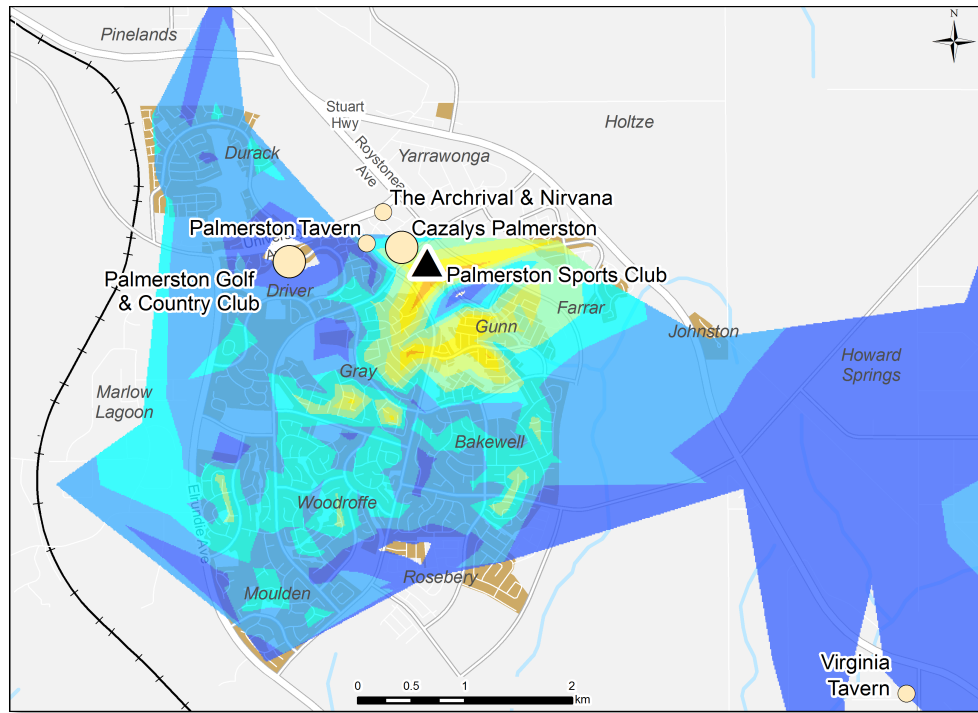 N
Pinelands
Stuart
Hwy
Holtze
Roystonea
Ave
Yarrawonga
Durack
The Archrival & Nirvana
Palmerston Tavern
Cazalys Palmerston
Palmerston Sports Club
Palmerston Golf
& Country Club
Driver
Farrar
Gunn
Johnston
Howard
Springs
Gray
Marlow
Lagoon
Bakewell
Woodroffe
Elrundie Ave
Rosebery
Moulden
Virginia
Tavern
0 0.5 1 2
km